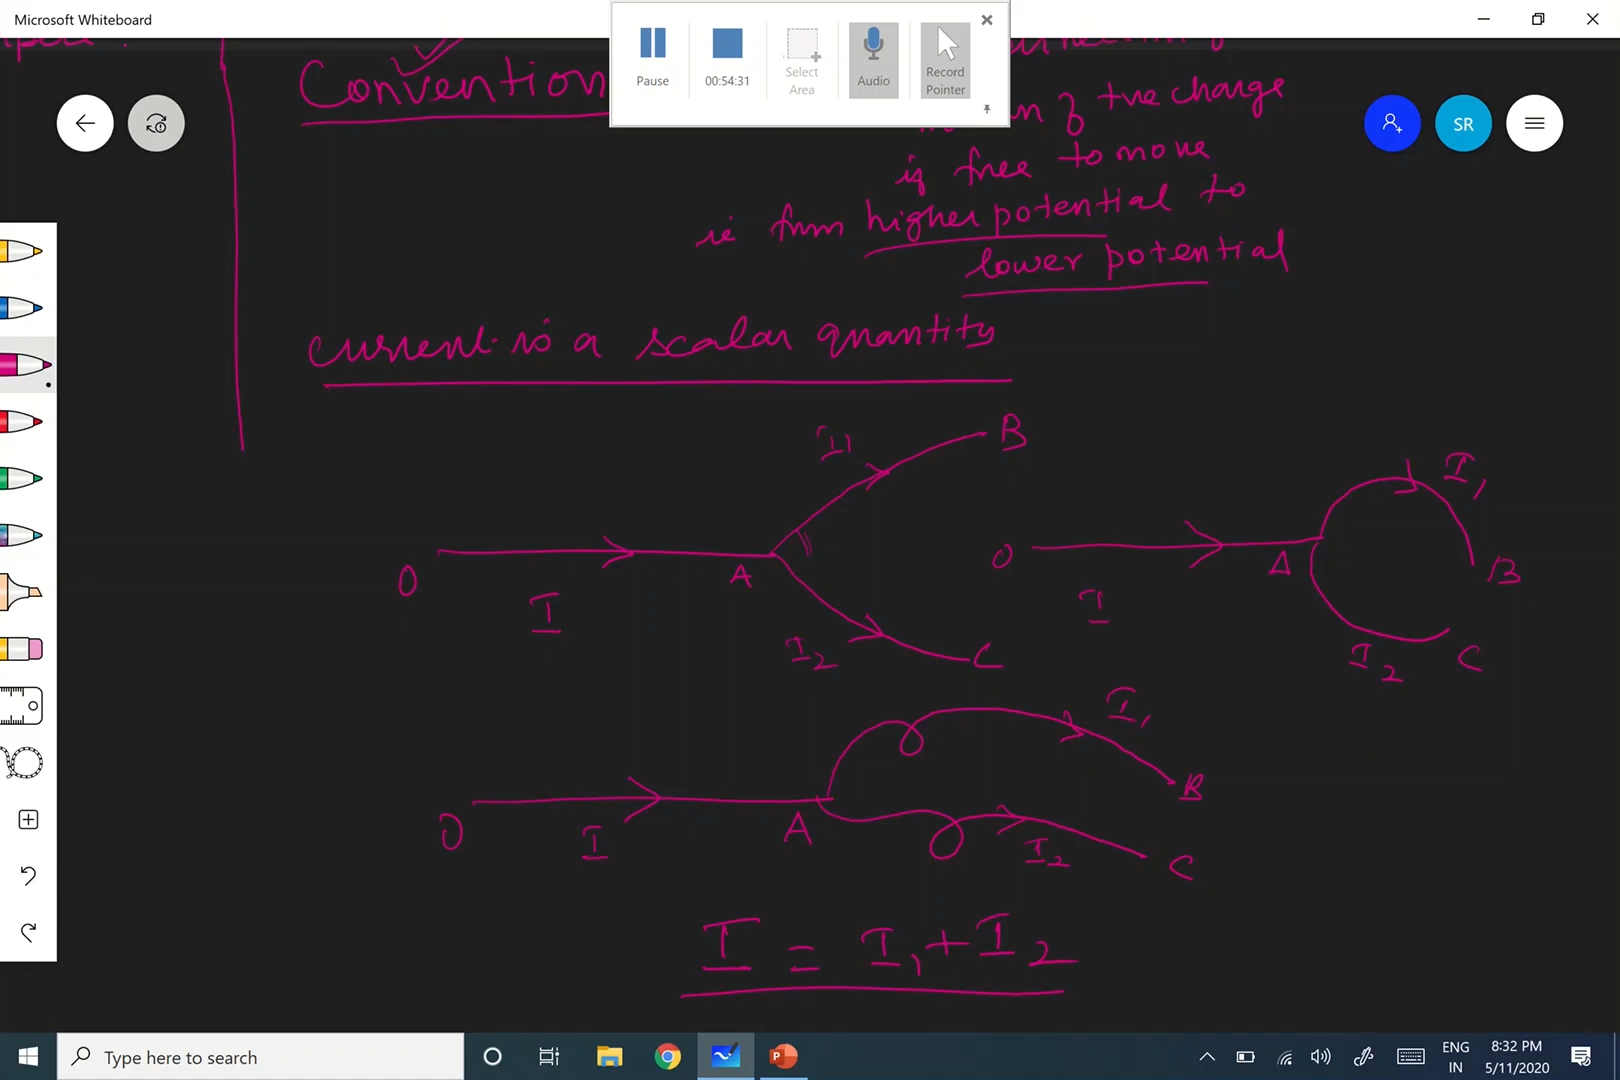 Microsoft Whiteboard
Pause
00:54:31
Select Area
Audio
Record Pointer
SR
Convention
of +ve charge
if free to move
ie from higher potential to
lower potential
current is a scalar quantity
I1 B
O A
I
I2 C
I1
O A B
I
I2 C
I1
B
O A
I I2 C
I = I1 + I2
Type here to search
ENG
IN
8:32 PM
5/11/2020